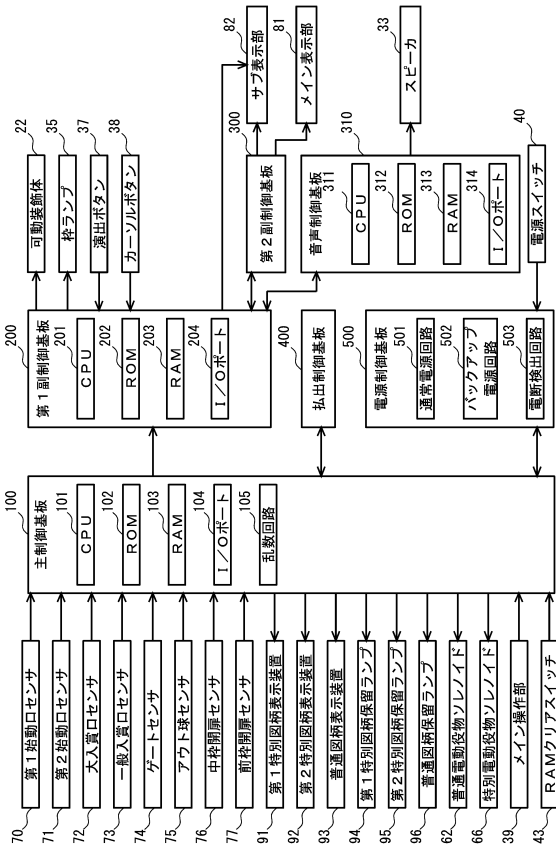 70 第１始動口センサ
71 第２始動口センサ
72 大入賞口センサ
73 一般入賞口センサ
74 ゲートセンサ
75 アウト球センサ
76 中枠開扉センサ
77 前枠開扉センサ
91 第１特別図柄表示装置
92 第２特別図柄表示装置
93 普通図柄表示装置
94 第１特別図柄保留ランプ
95 第２特別図柄保留ランプ
96 普通図柄保留ランプ
62 普通電動役物ソレノイド
66 特別電動役物ソレノイド
39 メイン操作部
43 ＲＡＭクリアスイッチ
100
主制御基板
101
ＣＰＵ
102
ＲＯＭ
103
ＲＡＭ
104
Ｉ／Ｏポート
105
乱数回路
200
第１副制御基板
201
ＣＰＵ
202
ＲＯＭ
203
ＲＡＭ
204
Ｉ／Ｏポート
400
払出制御基板
500
電源制御基板
501
通常電源回路
502
バックアップ
電源回路
503
電断検出回路
22
可動装飾体
35
枠ランプ
37
演出ボタン
38
カーソルボタン
300
第２副制御基板
310
音声制御基板
311
ＣＰＵ
312
ＲＯＭ
313
ＲＡＭ
314
Ｉ／Ｏポート
40
電源スイッチ
82
サブ表示部
81
メイン表示部
33
スピーカ